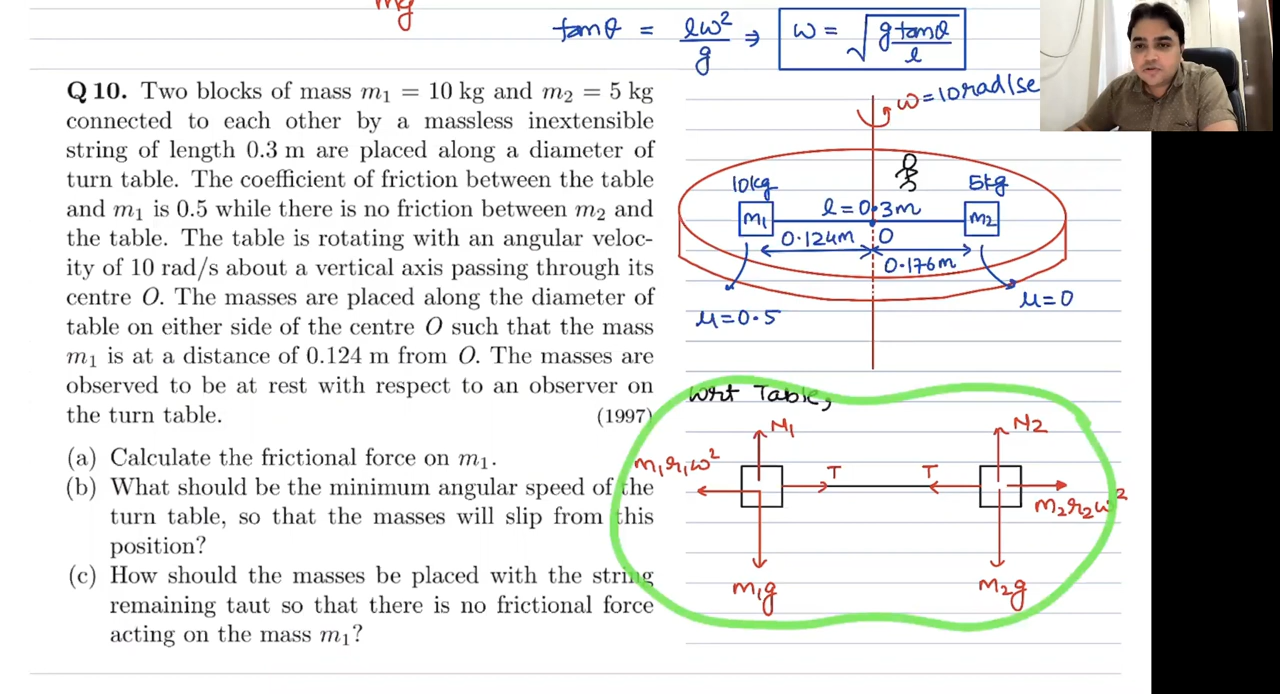 mg
tanθ = lω²/g ⇒ ω = √(g tanθ/l)
Q 10. Two blocks of mass m₁ = 10 kg and m₂ = 5 kg
connected to each other by a massless inextensible
string of length 0.3 m are placed along a diameter of
turn table. The coefficient of friction between the table
and m₁ is 0.5 while there is no friction between m₂ and
the table. The table is rotating with an angular veloc-
ity of 10 rad/s about a vertical axis passing through its
centre O. The masses are placed along the diameter of
table on either side of the centre O such that the mass
m₁ is at a distance of 0.124 m from O. The masses are
observed to be at rest with respect to an observer on
the turn table. (1997)
(a) Calculate the frictional force on m₁.
(b) What should be the minimum angular speed of the
turn table, so that the masses will slip from this
position?
(c) How should the masses be placed with the string
remaining taut so that there is no frictional force
acting on the mass m₁?
ω=10rad/se
10kg 5kg
m₁ l=0.3m m₂
0.124m O
0.176m
μ=0.5 μ=0
wrt Table,
N₁ N₂
m₁r₁ω² T T m₂r₂ω²
m₁g m₂g